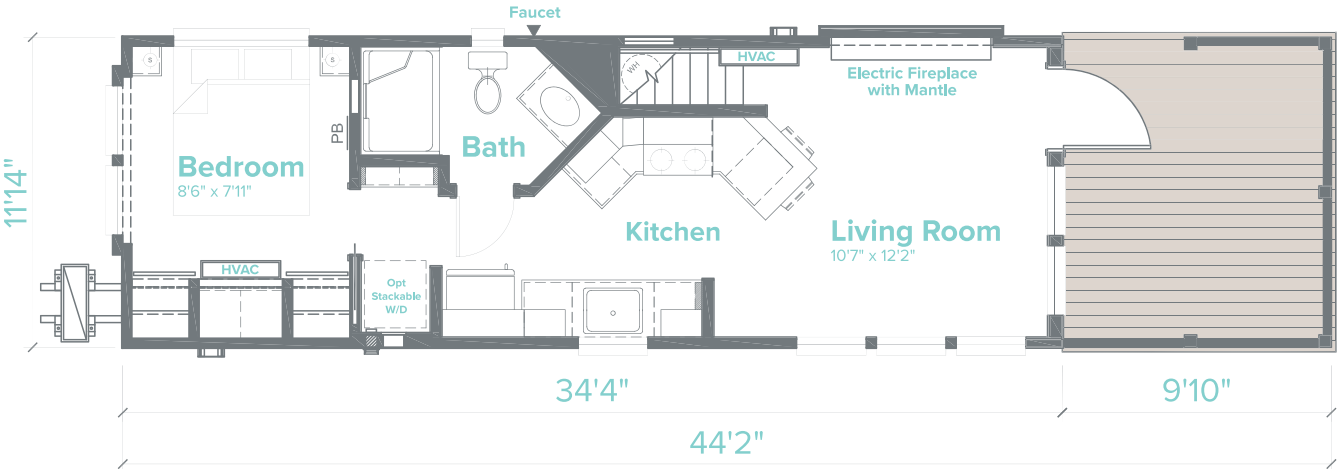 Faucet
S
S
WH
HVAC
Electric Fireplace
with Mantle
PB
Bath
Bedroom
8'6" x 7'11"
11'14"
Kitchen
Living Room
10'7" x 12'2"
HVAC
Opt
Stackable
W/D
34'4"
9'10"
44'2"